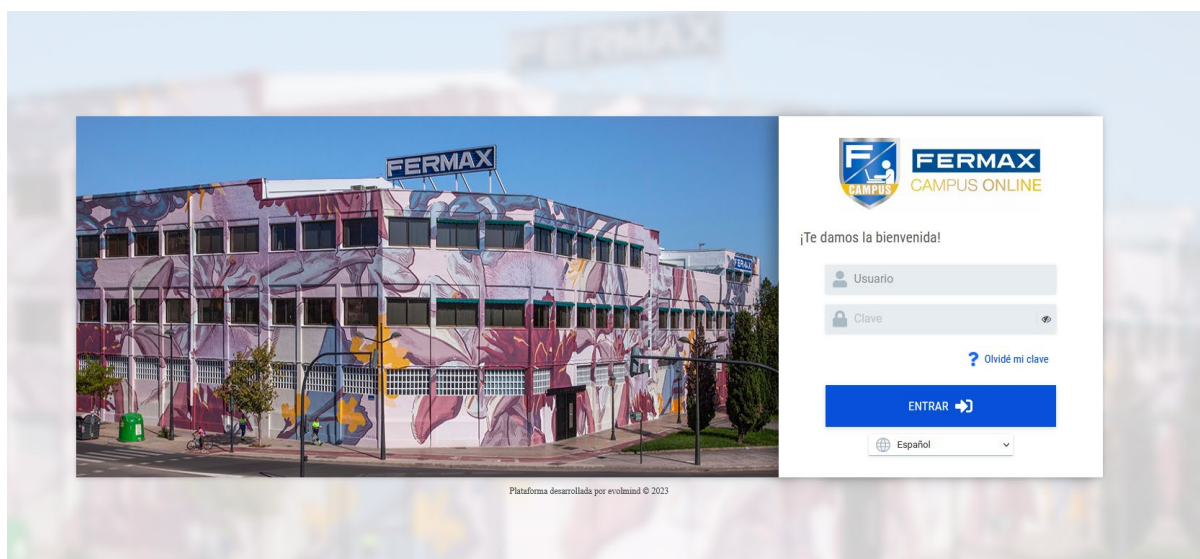 FERMAX
FERMAX
FERMAX
F
CAMPUS
FERMAX
CAMPUS ONLINE
¡Te damos la bienvenida!
Usuario
Clave
? Olvidé mi clave
ENTRAR
Español
Plataforma desarrollada por evolmind © 2023